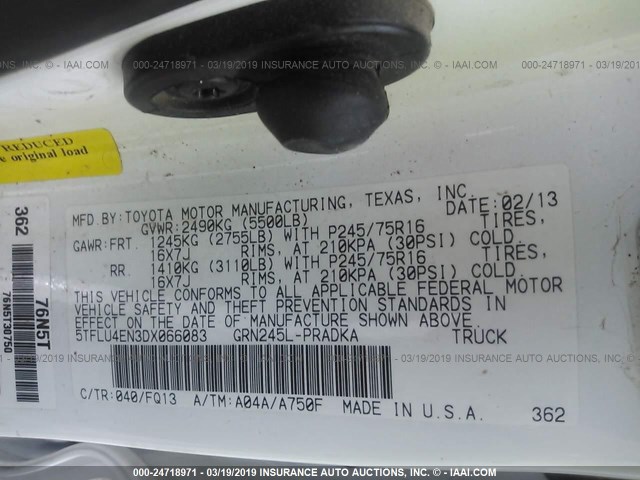 000-24718971 - 03/19/2019 INSURANCE AUTO AUCTIONS, INC. © - IAAI.COM
000-24718971 - 03/19/2019 INSURANCE AUTO AUCTIONS, INC. © - IAAI.COM
REDUCED
original load
362
76N5T
76N5T30750
MFD BY:TOYOTA MOTOR MANUFACTURING, TEXAS, INC.
GVWR:2490KG (5500LB) DATE:02/13
GAWR:FRT. 1245KG (2755LB) WITH P245/75R16 TIRES,
16X7J RIMS, AT 210KPA (30PSI) COLD
RR. 1410KG (3110LB) WITH P245/75R16 TIRES,
16X7J RIMS, AT 210KPA (30PSI) COLD
THIS VEHICLE CONFORMS TO ALL APPLICABLE FEDERAL MOTOR
VEHICLE SAFETY AND THEFT PREVENTION STANDARDS IN
EFFECT ON THE DATE OF MANUFACTURE SHOWN ABOVE.
5TFLU4EN3DX066083 GRN245L-PRADKA TRUCK
C/TR:040/FQ13 A/TM:A04A/A750F MADE IN U.S.A. 362
000-24718971 - 03/19/2019 INSURANCE AUTO AUCTIONS, INC. © - IAAI.COM